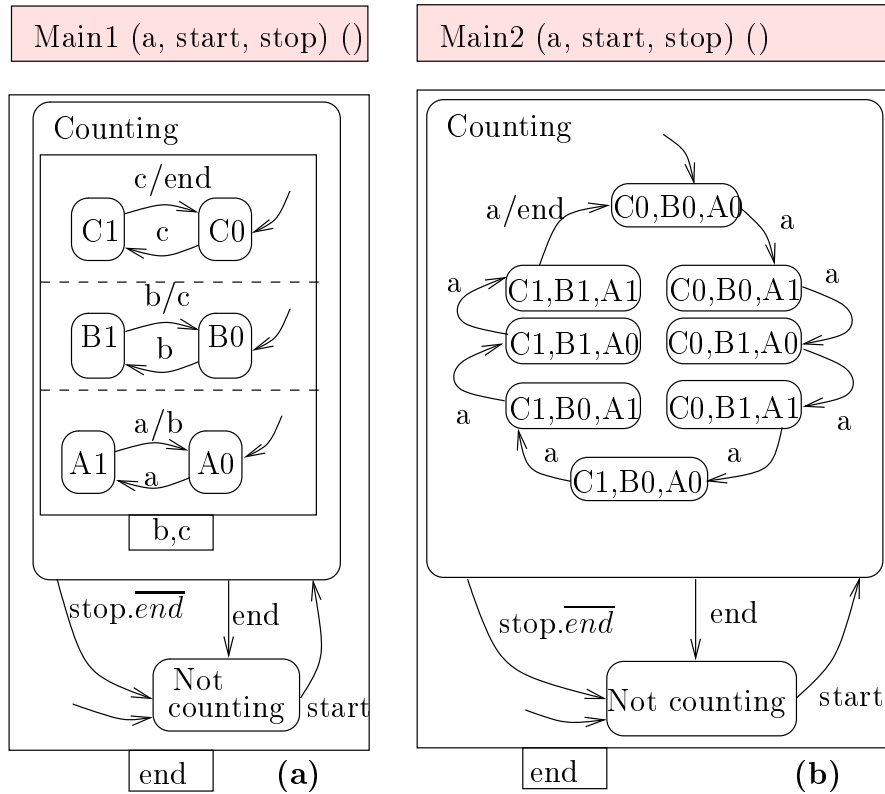 Main1 (a, start, stop) ()
Counting
c/end
C1
c
C0
b/c
B1
b
B0
a/b
A1
a
A0
b,c
stop.end
end
Not
counting
start
end
(a)
Main2 (a, start, stop) ()
Counting
a/end
C0,B0,A0
a
a
C1,B1,A1
C0,B0,A1
a
C1,B1,A0
C0,B1,A0
a
C1,B0,A1
C0,B1,A1
a
a
a
C1,B0,A0
stop.end
end
Not counting
start
end
(b)